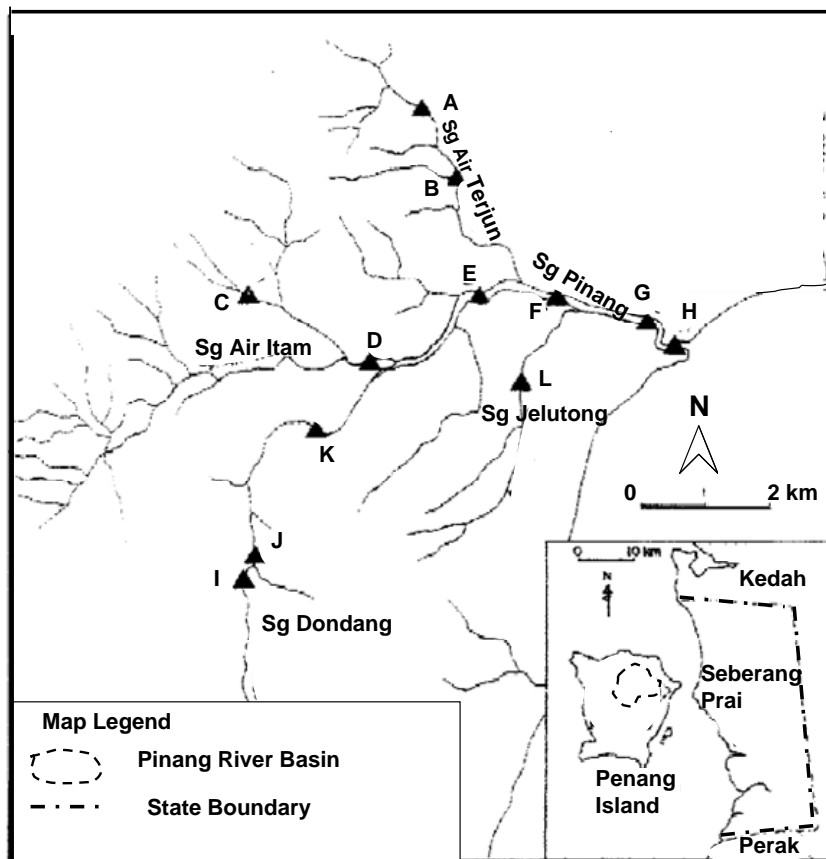 A
Sg Air Terjun
B
E
Sg Pinang
C
F
G
H
D
Sg Air Itam
L
Sg Jelutong
N
K
0 2 km
J
I
Sg Dondang
0 10 km
N
Kedah
Seberang
Prai
Penang
Island
Perak
Map Legend
Pinang River Basin
State Boundary